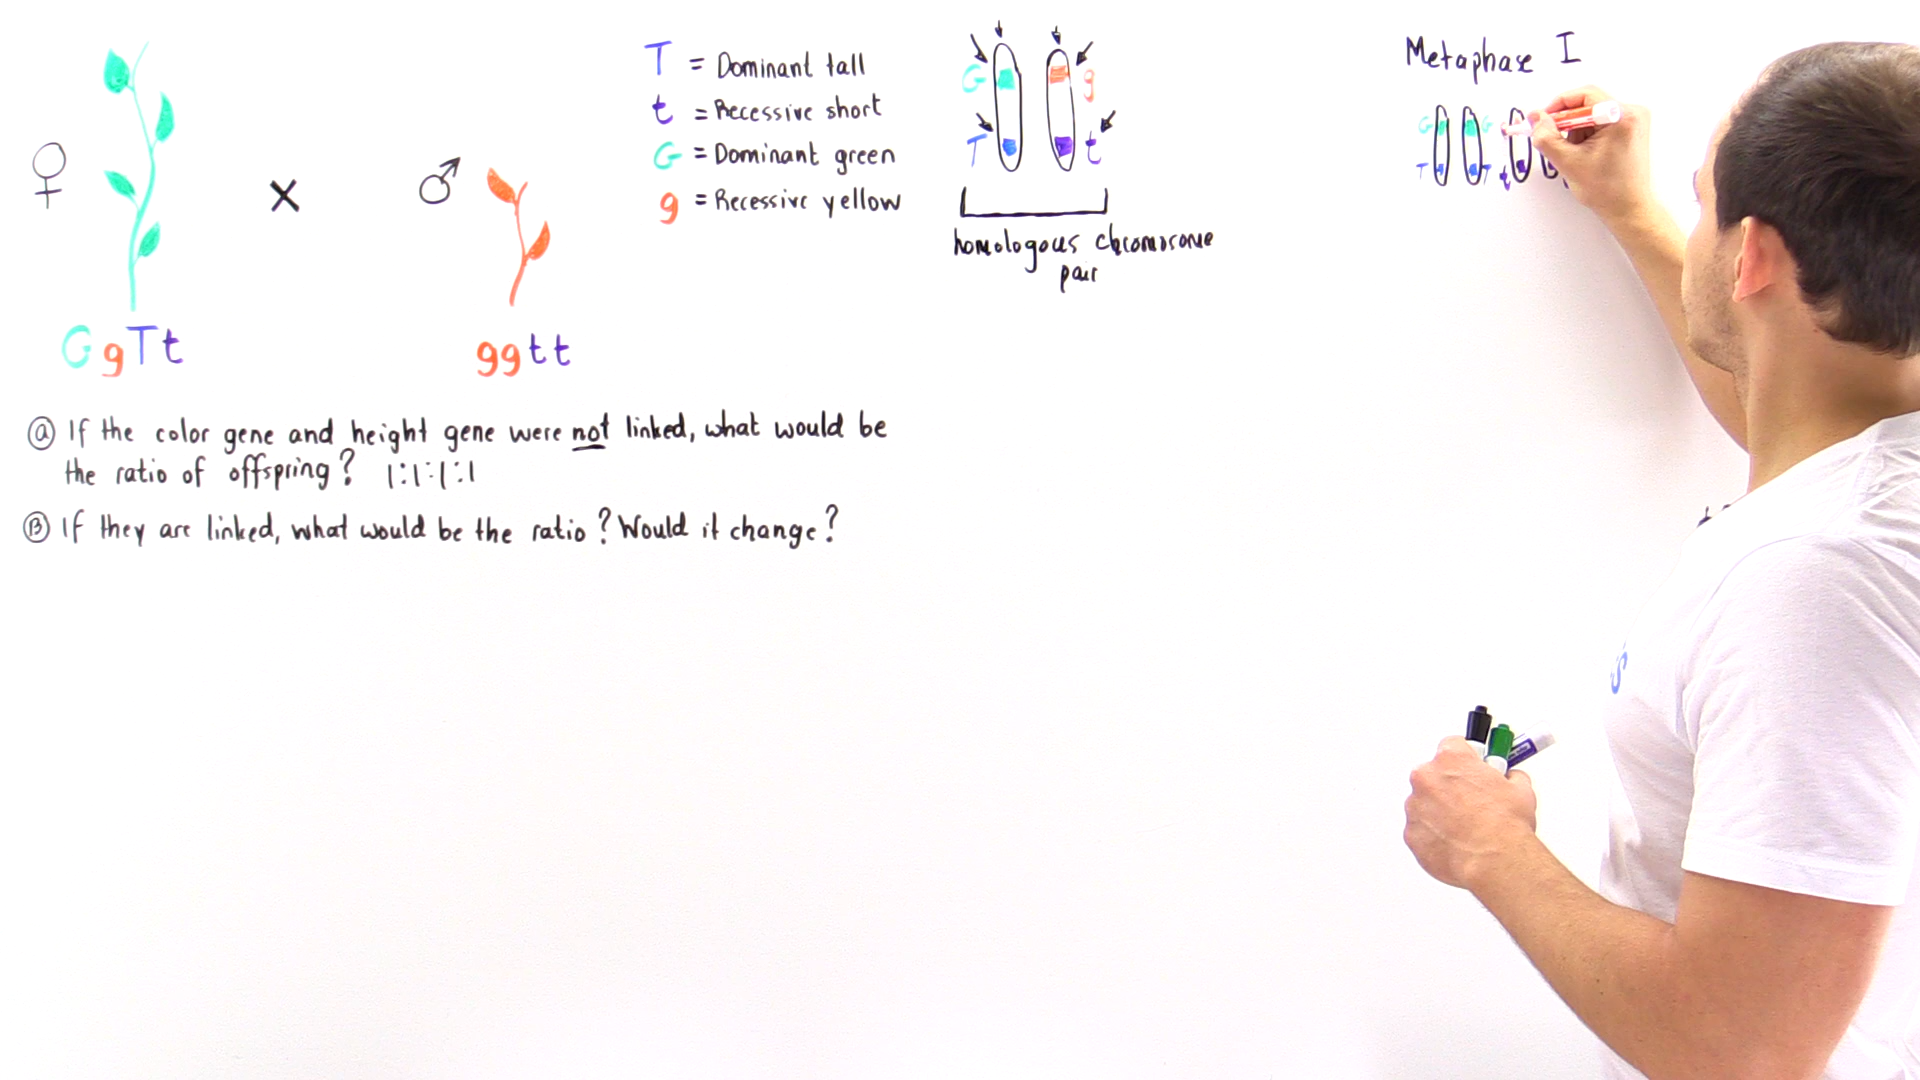 T = Dominant tall
t = Recessive short
G = Dominant green
g = Recessive yellow
G g
T t
homologous chromosome
pair
Metaphase I
G G
T T t
♀
X
♂
GgTt
ggtt
Ⓐ If the color gene and height gene were not linked, what would be
the ratio of offspring? 1:1:1:1
Ⓑ If they are linked, what would be the ratio? Would it change?